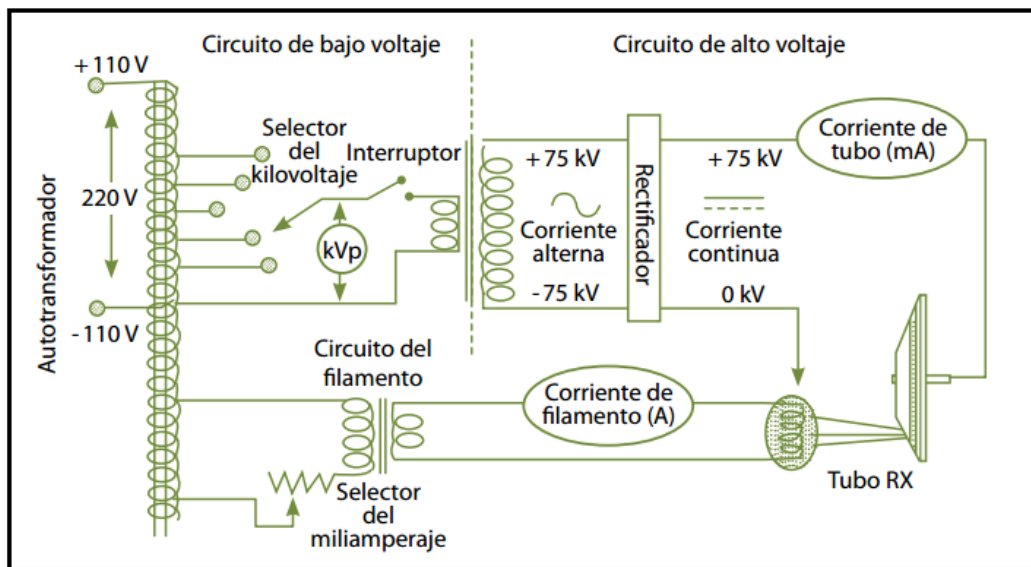 Circuito de bajo voltaje
Circuito de alto voltaje
+110 V
220 V
-110 V
Autotransformador
Selector
del
kilovoltaje
Interruptor
kVp
+75 kV
Corriente
alterna
-75 kV
Rectificador
+75 kV
Corriente
continua
0 kV
Corriente de
tubo (mA)
Circuito del
filamento
Corriente de
filamento (A)
Selector
del
miliamperaje
Tubo RX